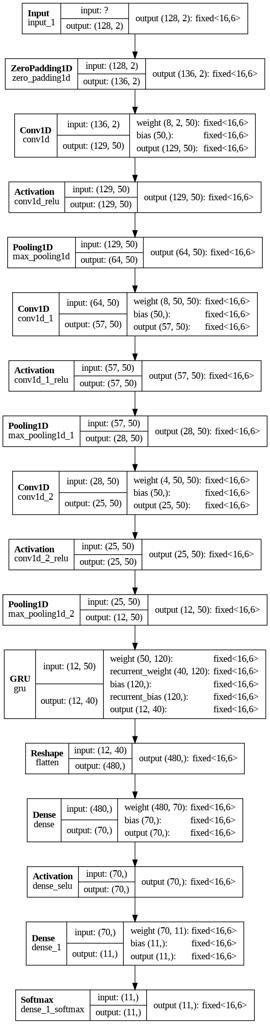 Input
input_1
input: ?
output: (128, 2)
output (128, 2): fixed<16,6>
ZeroPadding1D
zero_padding1d
input: (128, 2)
output: (136, 2)
output (136, 2): fixed<16,6>
Conv1D
conv1d
input: (136, 2)
output: (129, 50)
weight (8, 2, 50): fixed<16,6>
bias (50,): fixed<16,6>
output (129, 50): fixed<16,6>
Activation
conv1d_relu
input: (129, 50)
output: (129, 50)
output (129, 50): fixed<16,6>
Pooling1D
max_pooling1d
input: (129, 50)
output: (64, 50)
output (64, 50): fixed<16,6>
Conv1D
conv1d_1
input: (64, 50)
output: (57, 50)
weight (8, 50, 50): fixed<16,6>
bias (50,): fixed<16,6>
output (57, 50): fixed<16,6>
Activation
conv1d_1_relu
input: (57, 50)
output: (57, 50)
output (57, 50): fixed<16,6>
Pooling1D
max_pooling1d_1
input: (57, 50)
output: (28, 50)
output (28, 50): fixed<16,6>
Conv1D
conv1d_2
input: (28, 50)
output: (25, 50)
weight (4, 50, 50): fixed<16,6>
bias (50,): fixed<16,6>
output (25, 50): fixed<16,6>
Activation
conv1d_2_relu
input: (25, 50)
output: (25, 50)
output (25, 50): fixed<16,6>
Pooling1D
max_pooling1d_2
input: (25, 50)
output: (12, 50)
output (12, 50): fixed<16,6>
GRU
gru
input: (12, 50)
output: (12, 40)
weight (50, 120): fixed<16,6>
recurrent_weight (40, 120): fixed<16,6>
bias (120,): fixed<16,6>
recurrent_bias (120,): fixed<16,6>
output (12, 40): fixed<16,6>
Reshape
flatten
input: (12, 40)
output: (480,)
output (480,): fixed<16,6>
Dense
dense
input: (480,)
output: (70,)
weight (480, 70): fixed<16,6>
bias (70,): fixed<16,6>
output (70,): fixed<16,6>
Activation
dense_selu
input: (70,)
output: (70,)
output (70,): fixed<16,6>
Dense
dense_1
input: (70,)
output: (11,)
weight (70, 11): fixed<16,6>
bias (11,): fixed<16,6>
output (11,): fixed<16,6>
Softmax
dense_1_softmax
input: (11,)
output: (11,)
output (11,): fixed<16,6>